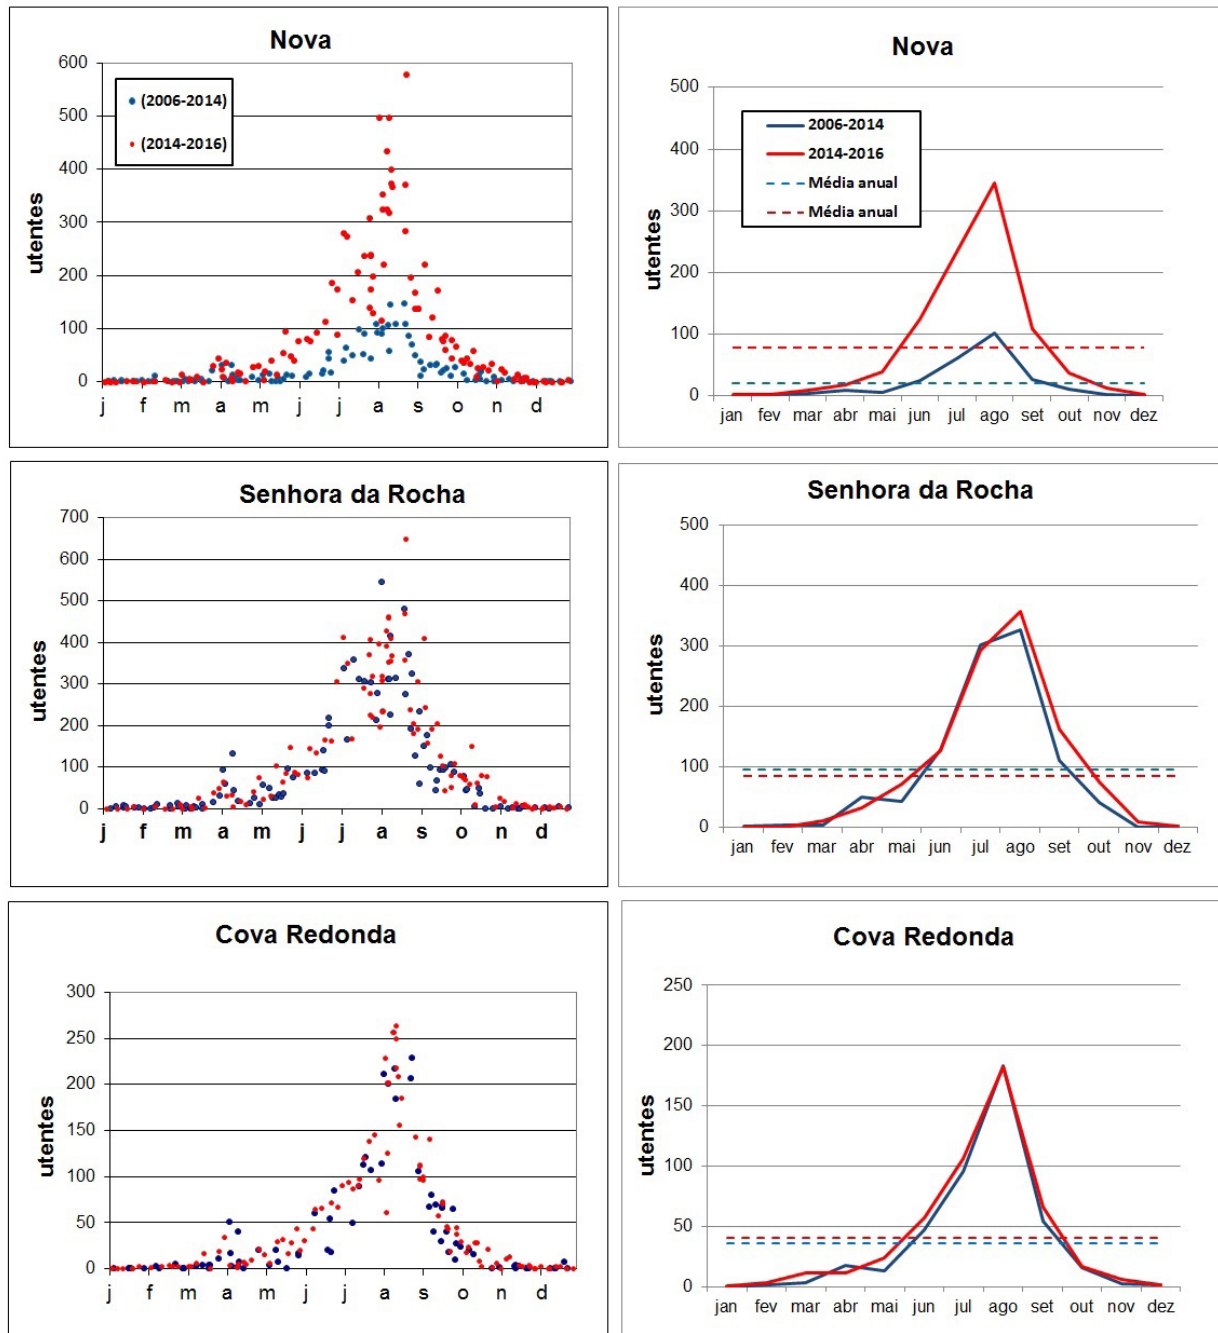 Nova
600
500
400
300
200
100
0
utentes
(2006-2014)
(2014-2016)
j f m a m j j a s o n d
Nova
500
400
300
200
100
0
utentes
2006-2014
2014-2016
Média anual
Média anual
jan fev mar abr mai jun jul ago set out nov dez
Senhora da Rocha
700
600
500
400
300
200
100
0
utentes
j f m a m j j a s o n d
Senhora da Rocha
500
400
300
200
100
0
utentes
jan fev mar abr mai jun jul ago set out nov dez
Cova Redonda
300
250
200
150
100
50
0
utentes
j f m a m j j a s o n d
Cova Redonda
250
200
150
100
50
0
utentes
jan fev mar abr mai jun jul ago set out nov dez